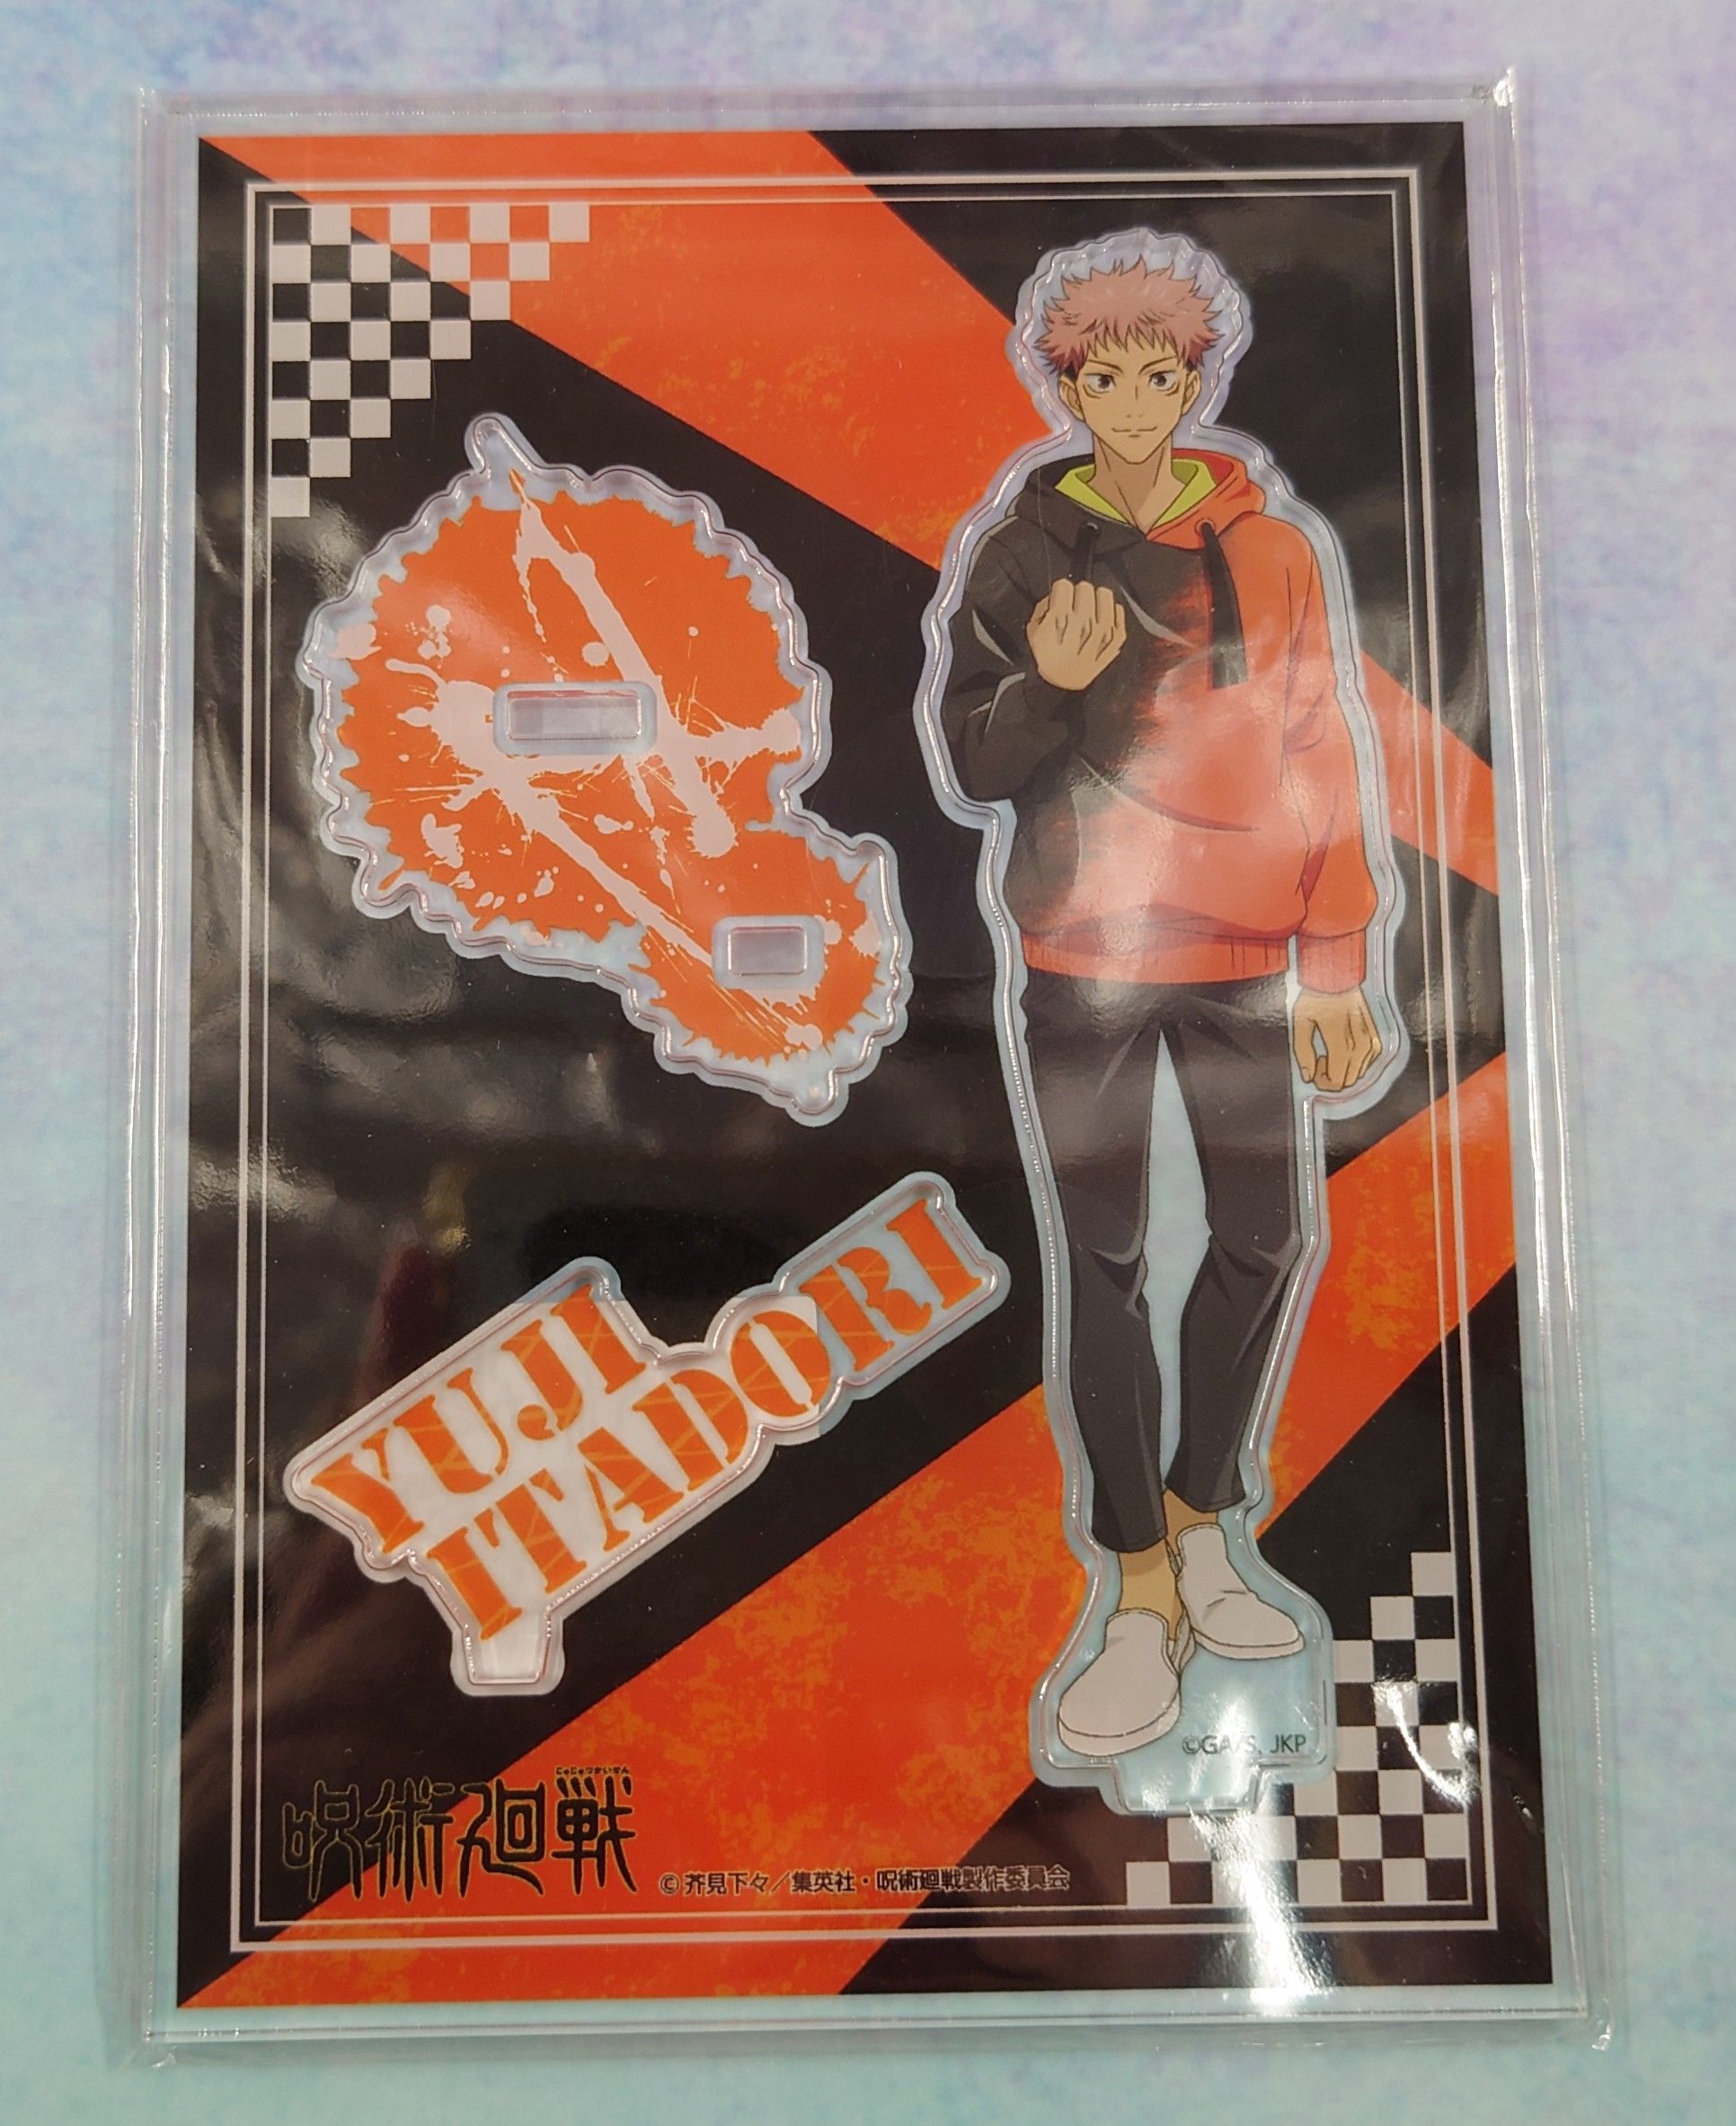 YUJI
ITADORI
©GA/S, JKP
じゅじゅつかいせん
呪術廻戦
©芥見下々／集英社・呪術廻戦製作委員会